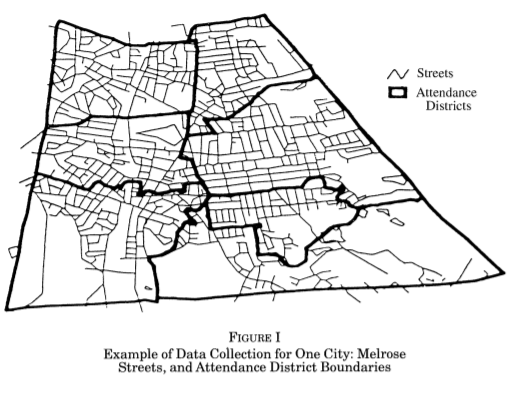 Streets
Attendance
Districts
FIGURE I
Example of Data Collection for One City: Melrose
Streets, and Attendance District Boundaries